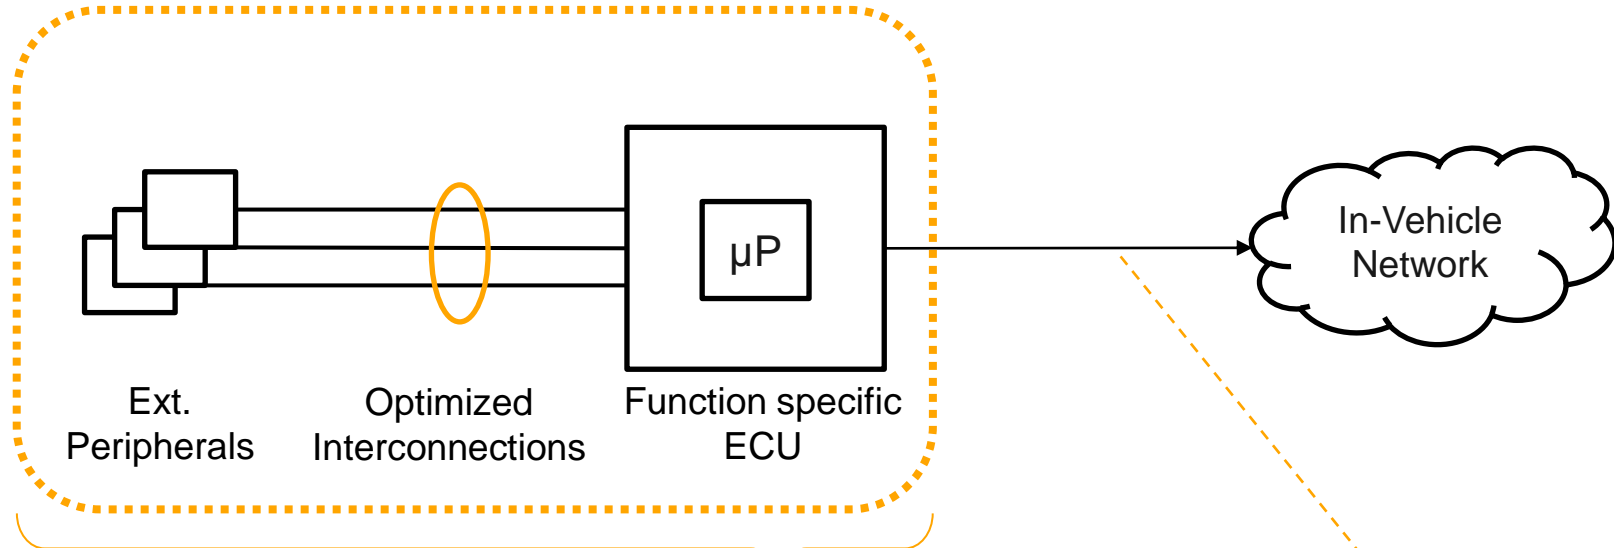 µP
In-Vehicle
Network
Ext.
Peripherals
Optimized
Interconnections
Function specific
ECU